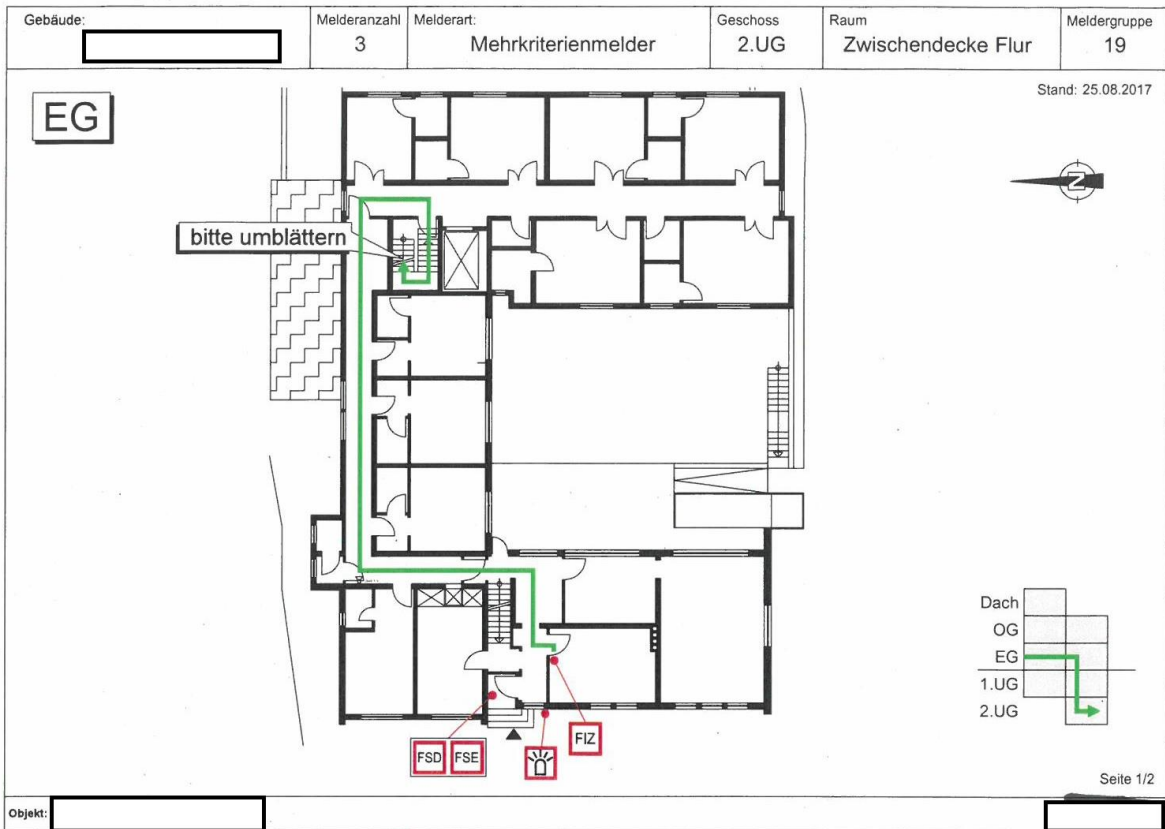 Gebäude:
Melderanzahl
3
Melderart:
Mehrkriterienmelder
Geschoss
2.UG
Raum
Zwischendecke Flur
Meldergruppe
19
Stand: 25.08.2017
EG
N
bitte umblättern
Dach
OG
EG
1.UG
2.UG
FSD
FSE
FIZ
Seite 1/2
Objekt: